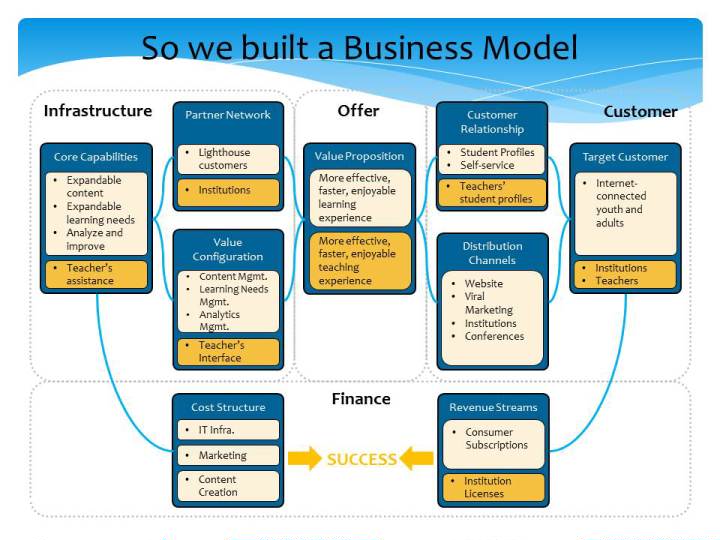 So we built a Business Model
Infrastructure
Offer
Customer
Partner Network
• Lighthouse
customers
• Institutions
Core Capabilities
• Expandable
content
• Expandable
learning needs
• Analyze and
improve
• Teacher's
assistance
Value
Configuration
• Content Mgmt.
• Learning Needs
Mgmt.
• Analytics
Mgmt.
• Teacher's
Interface
Value Proposition
More effective,
faster, enjoyable
learning
experience
More effective,
faster, enjoyable
teaching
experience
Customer
Relationship
• Student Profiles
• Self-service
• Teachers'
student profiles
Distribution
Channels
• Website
• Viral
Marketing
• Institutions
• Conferences
Target Customer
• Internet-
connected
youth and
adults
• Institutions
• Teachers
Finance
Cost Structure
• IT Infra.
• Marketing
• Content
Creation
SUCCESS
Revenue Streams
• Consumer
Subscriptions
• Institution
Licenses